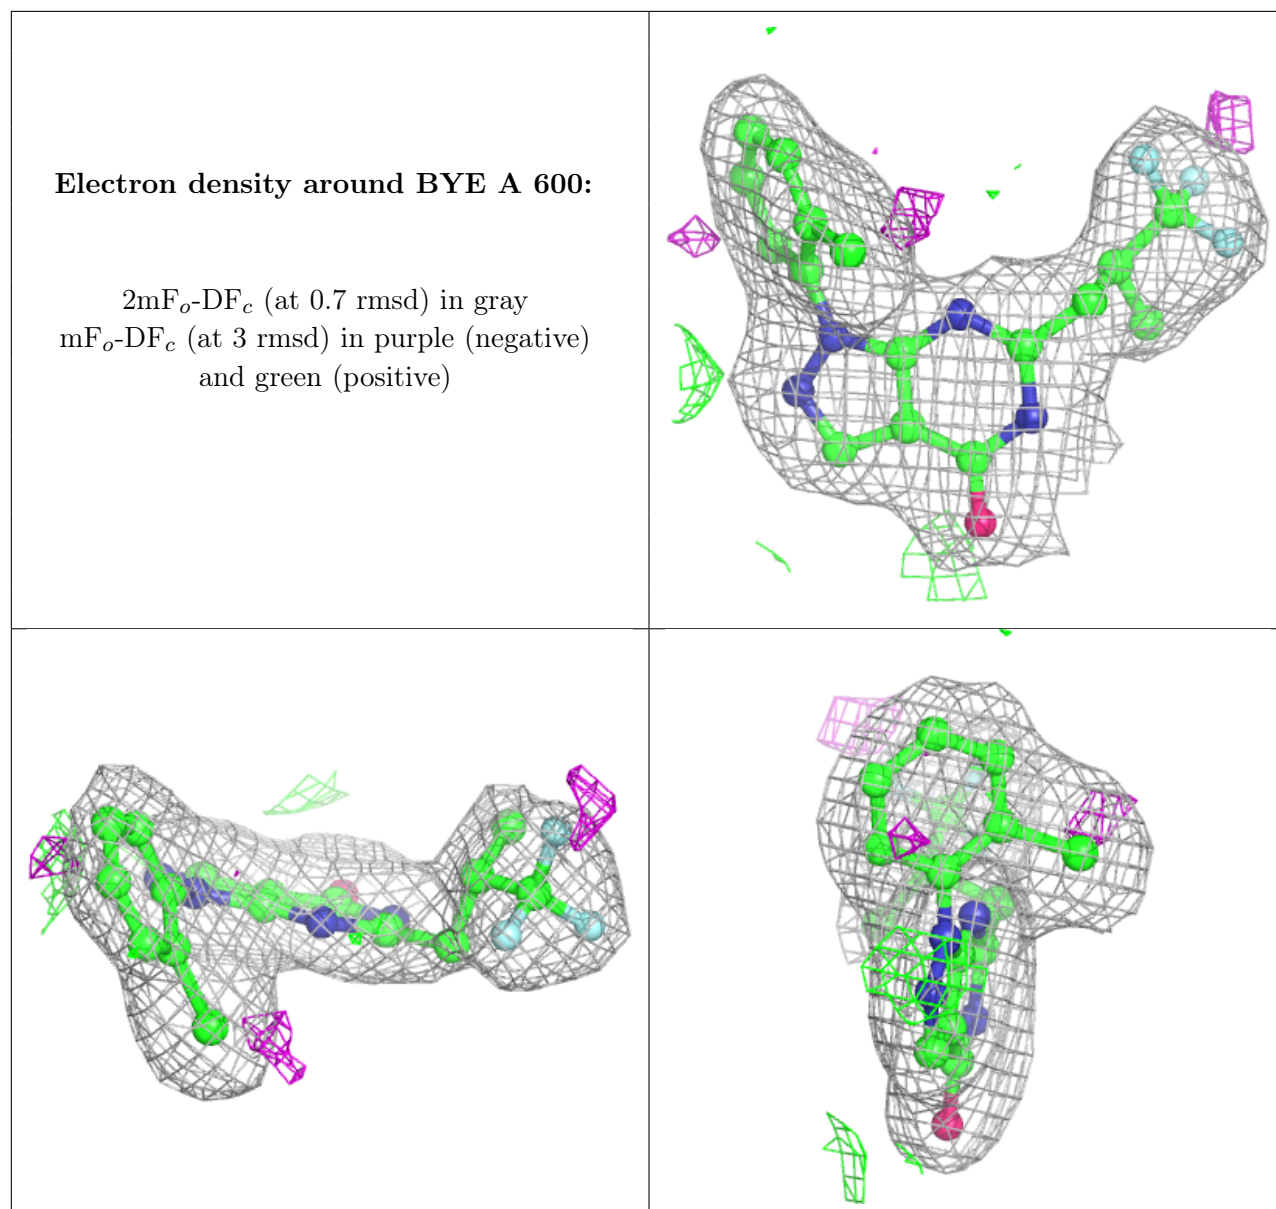 Electron density around BYE A 600:
2mFo-DFc (at 0.7 rmsd) in gray
mFo-DFc (at 3 rmsd) in purple (negative)
and green (positive)